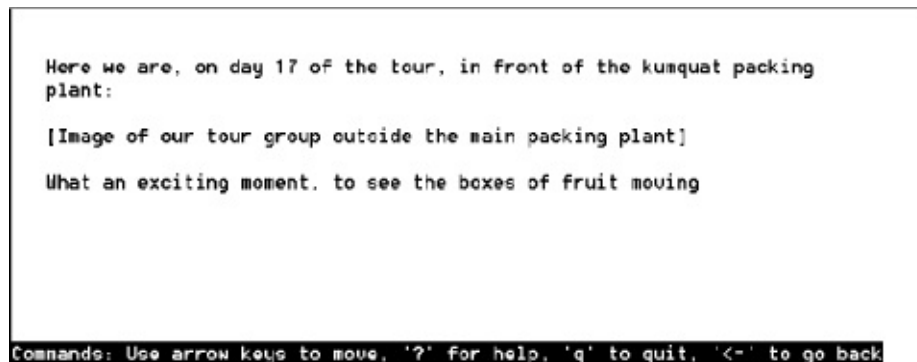 Here we are, on day 17 of the tour, in front of the kumquat packing
plant:
[Image of our tour group outside the main packing plant]
What an exciting moment, to see the boxes of fruit moving
Commands: Use arrow keys to move, '?' for help, 'q' to quit, '<-' to go back